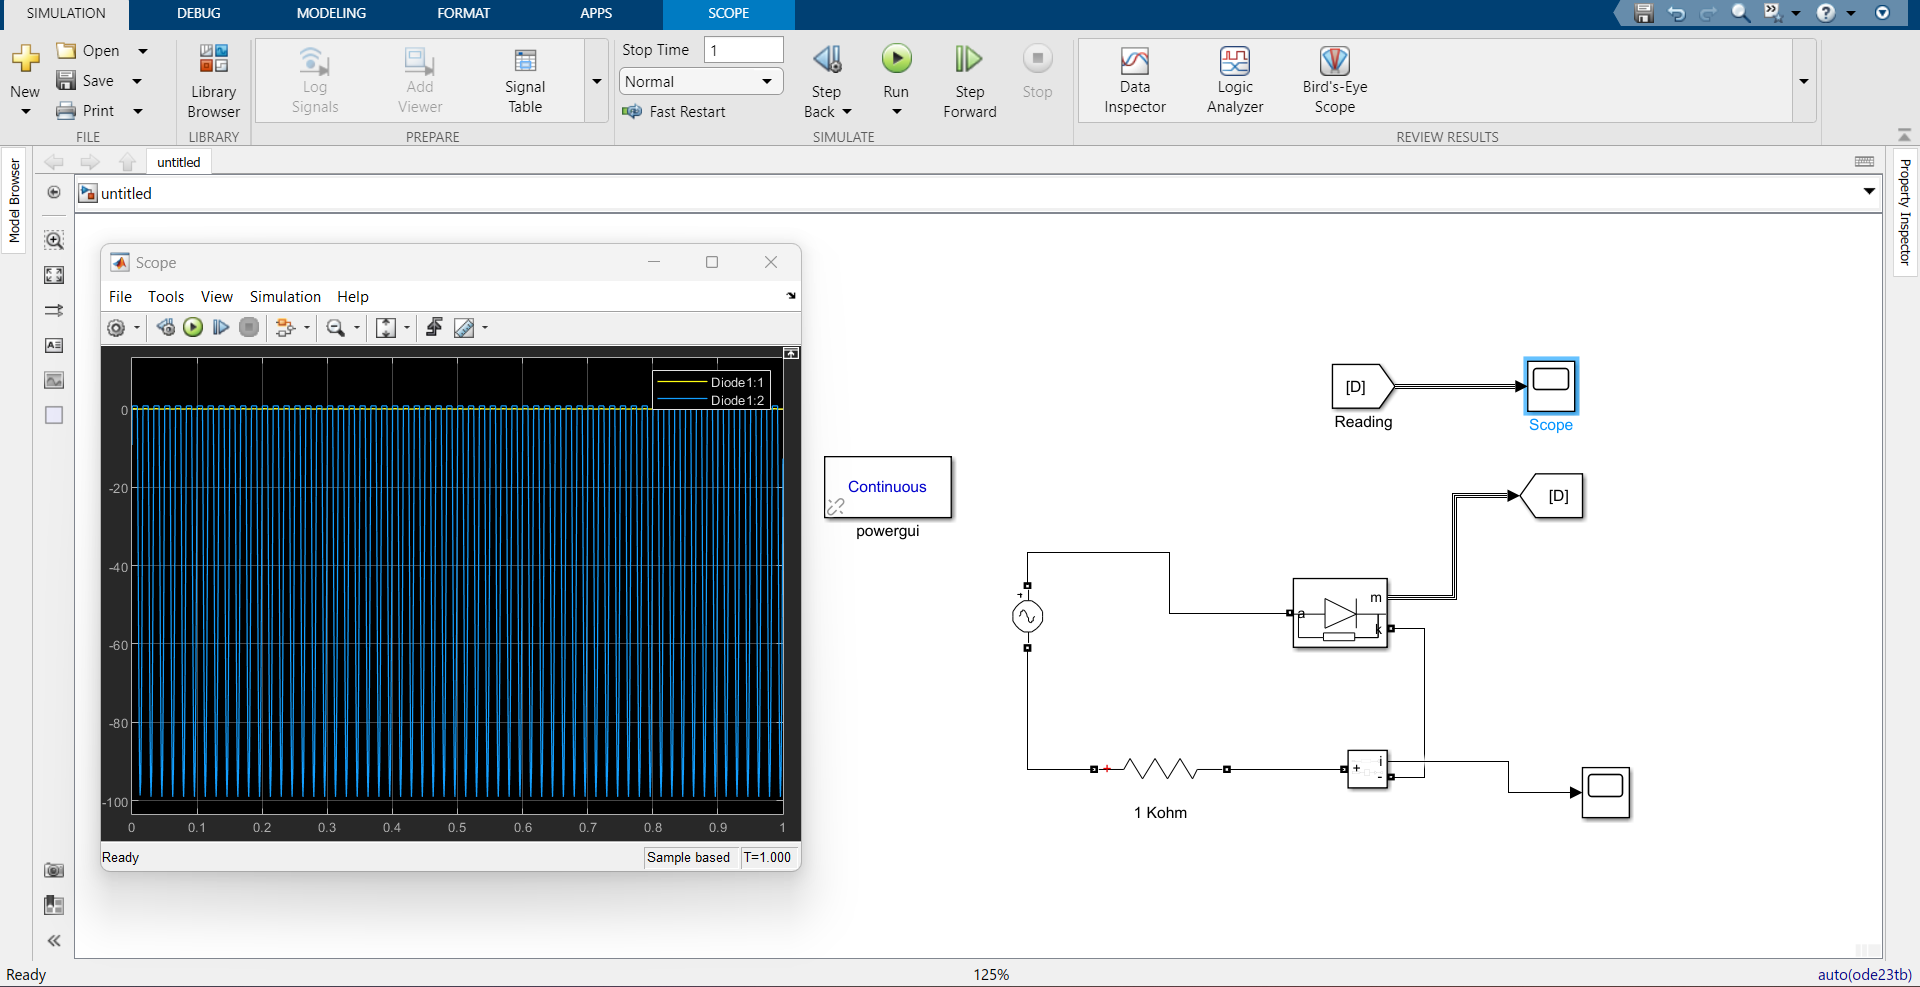 SIMULATION
DEBUG
MODELING
FORMAT
APPS
SCOPE
New
Open
Save
Print
FILE
Library
Browser
LIBRARY
Log
Signals
Add
Viewer
Signal
Table
PREPARE
Stop Time
1
Normal
Fast Restart
Step
Back
Run
Step
Forward
Stop
SIMULATE
Data
Inspector
Logic
Analyzer
Bird's-Eye
Scope
REVIEW RESULTS
Model Browser
untitled
untitled
Property Inspector
Scope
File Tools View Simulation Help
Diode1:1
Diode1:2
0
-20
-40
-60
-80
-100
0 0.1 0.2 0.3 0.4 0.5 0.6 0.7 0.8 0.9 1
Ready
Sample based
T=1.000
Continuous
powergui
[D]
Reading
Scope
[D]
m
a
k
+
+
1 Kohm
i
+
-
Ready
125%
auto(ode23tb)